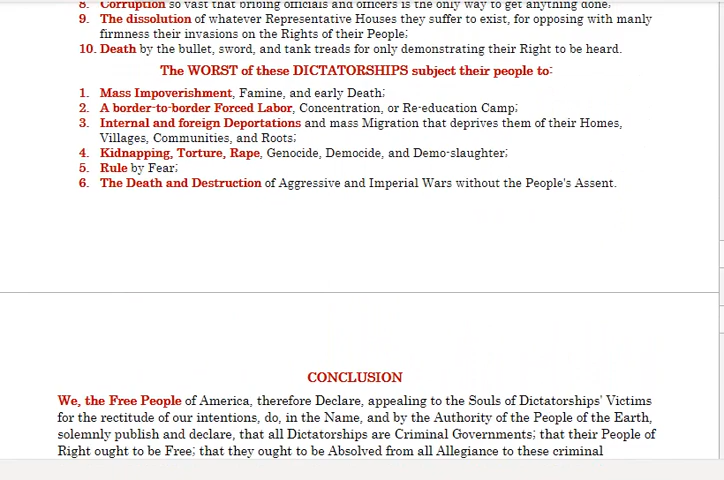 8. Corruption so vast that bribing officials and officers is the only way to get anything done;
9. The dissolution of whatever Representative Houses they suffer to exist, for opposing with manly
firmness their invasions on the Rights of their People;
10. Death by the bullet, sword, and tank treads for only demonstrating their Right to be heard.
The WORST of these DICTATORSHIPS subject their people to:
1. Mass Impoverishment, Famine, and early Death;
2. A border-to-border Forced Labor, Concentration, or Re-education Camp;
3. Internal and foreign Deportations and mass Migration that deprives them of their Homes,
Villages, Communities, and Roots;
4. Kidnapping, Torture, Rape, Genocide, Democide, and Demo-slaughter;
5. Rule by Fear;
6. The Death and Destruction of Aggressive and Imperial Wars without the People's Assent.
CONCLUSION
We, the Free People of America, therefore Declare, appealing to the Souls of Dictatorships' Victims
for the rectitude of our intentions, do, in the Name, and by the Authority of the People of the Earth,
solemnly publish and declare, that all Dictatorships are Criminal Governments; that their People of
Right ought to be Free; that they ought to be Absolved from all Allegiance to these criminal